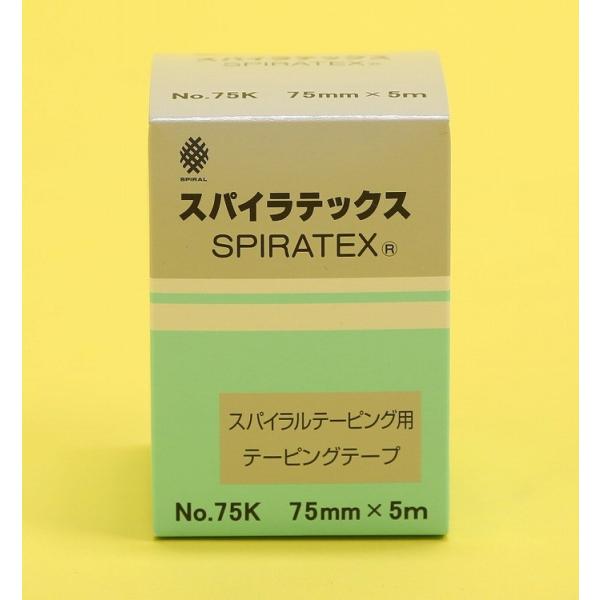 スパイラテックス
SPIRATEX®
No.75K 75mm×5m
SPIRAL
スパイラテックス
SPIRATEX®
スパイラルテーピング用
テーピングテープ
No.75K 75mm×5m